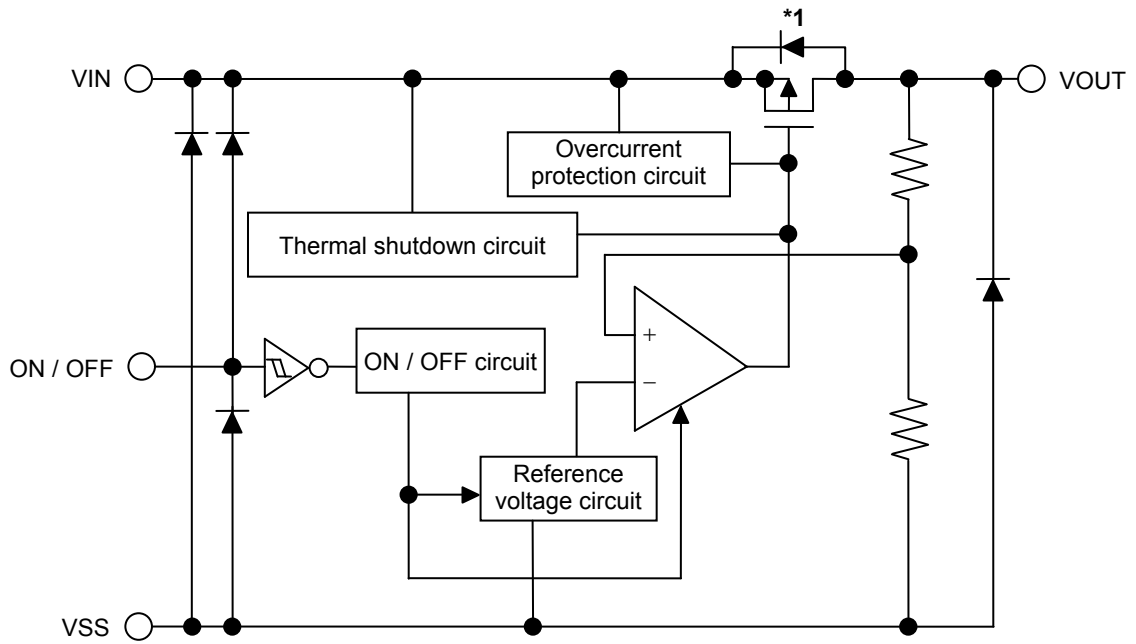 *1
VIN
VOUT
Overcurrent
protection circuit
Thermal shutdown circuit
+
−
ON / OFF
ON / OFF circuit
Reference
voltage circuit
VSS